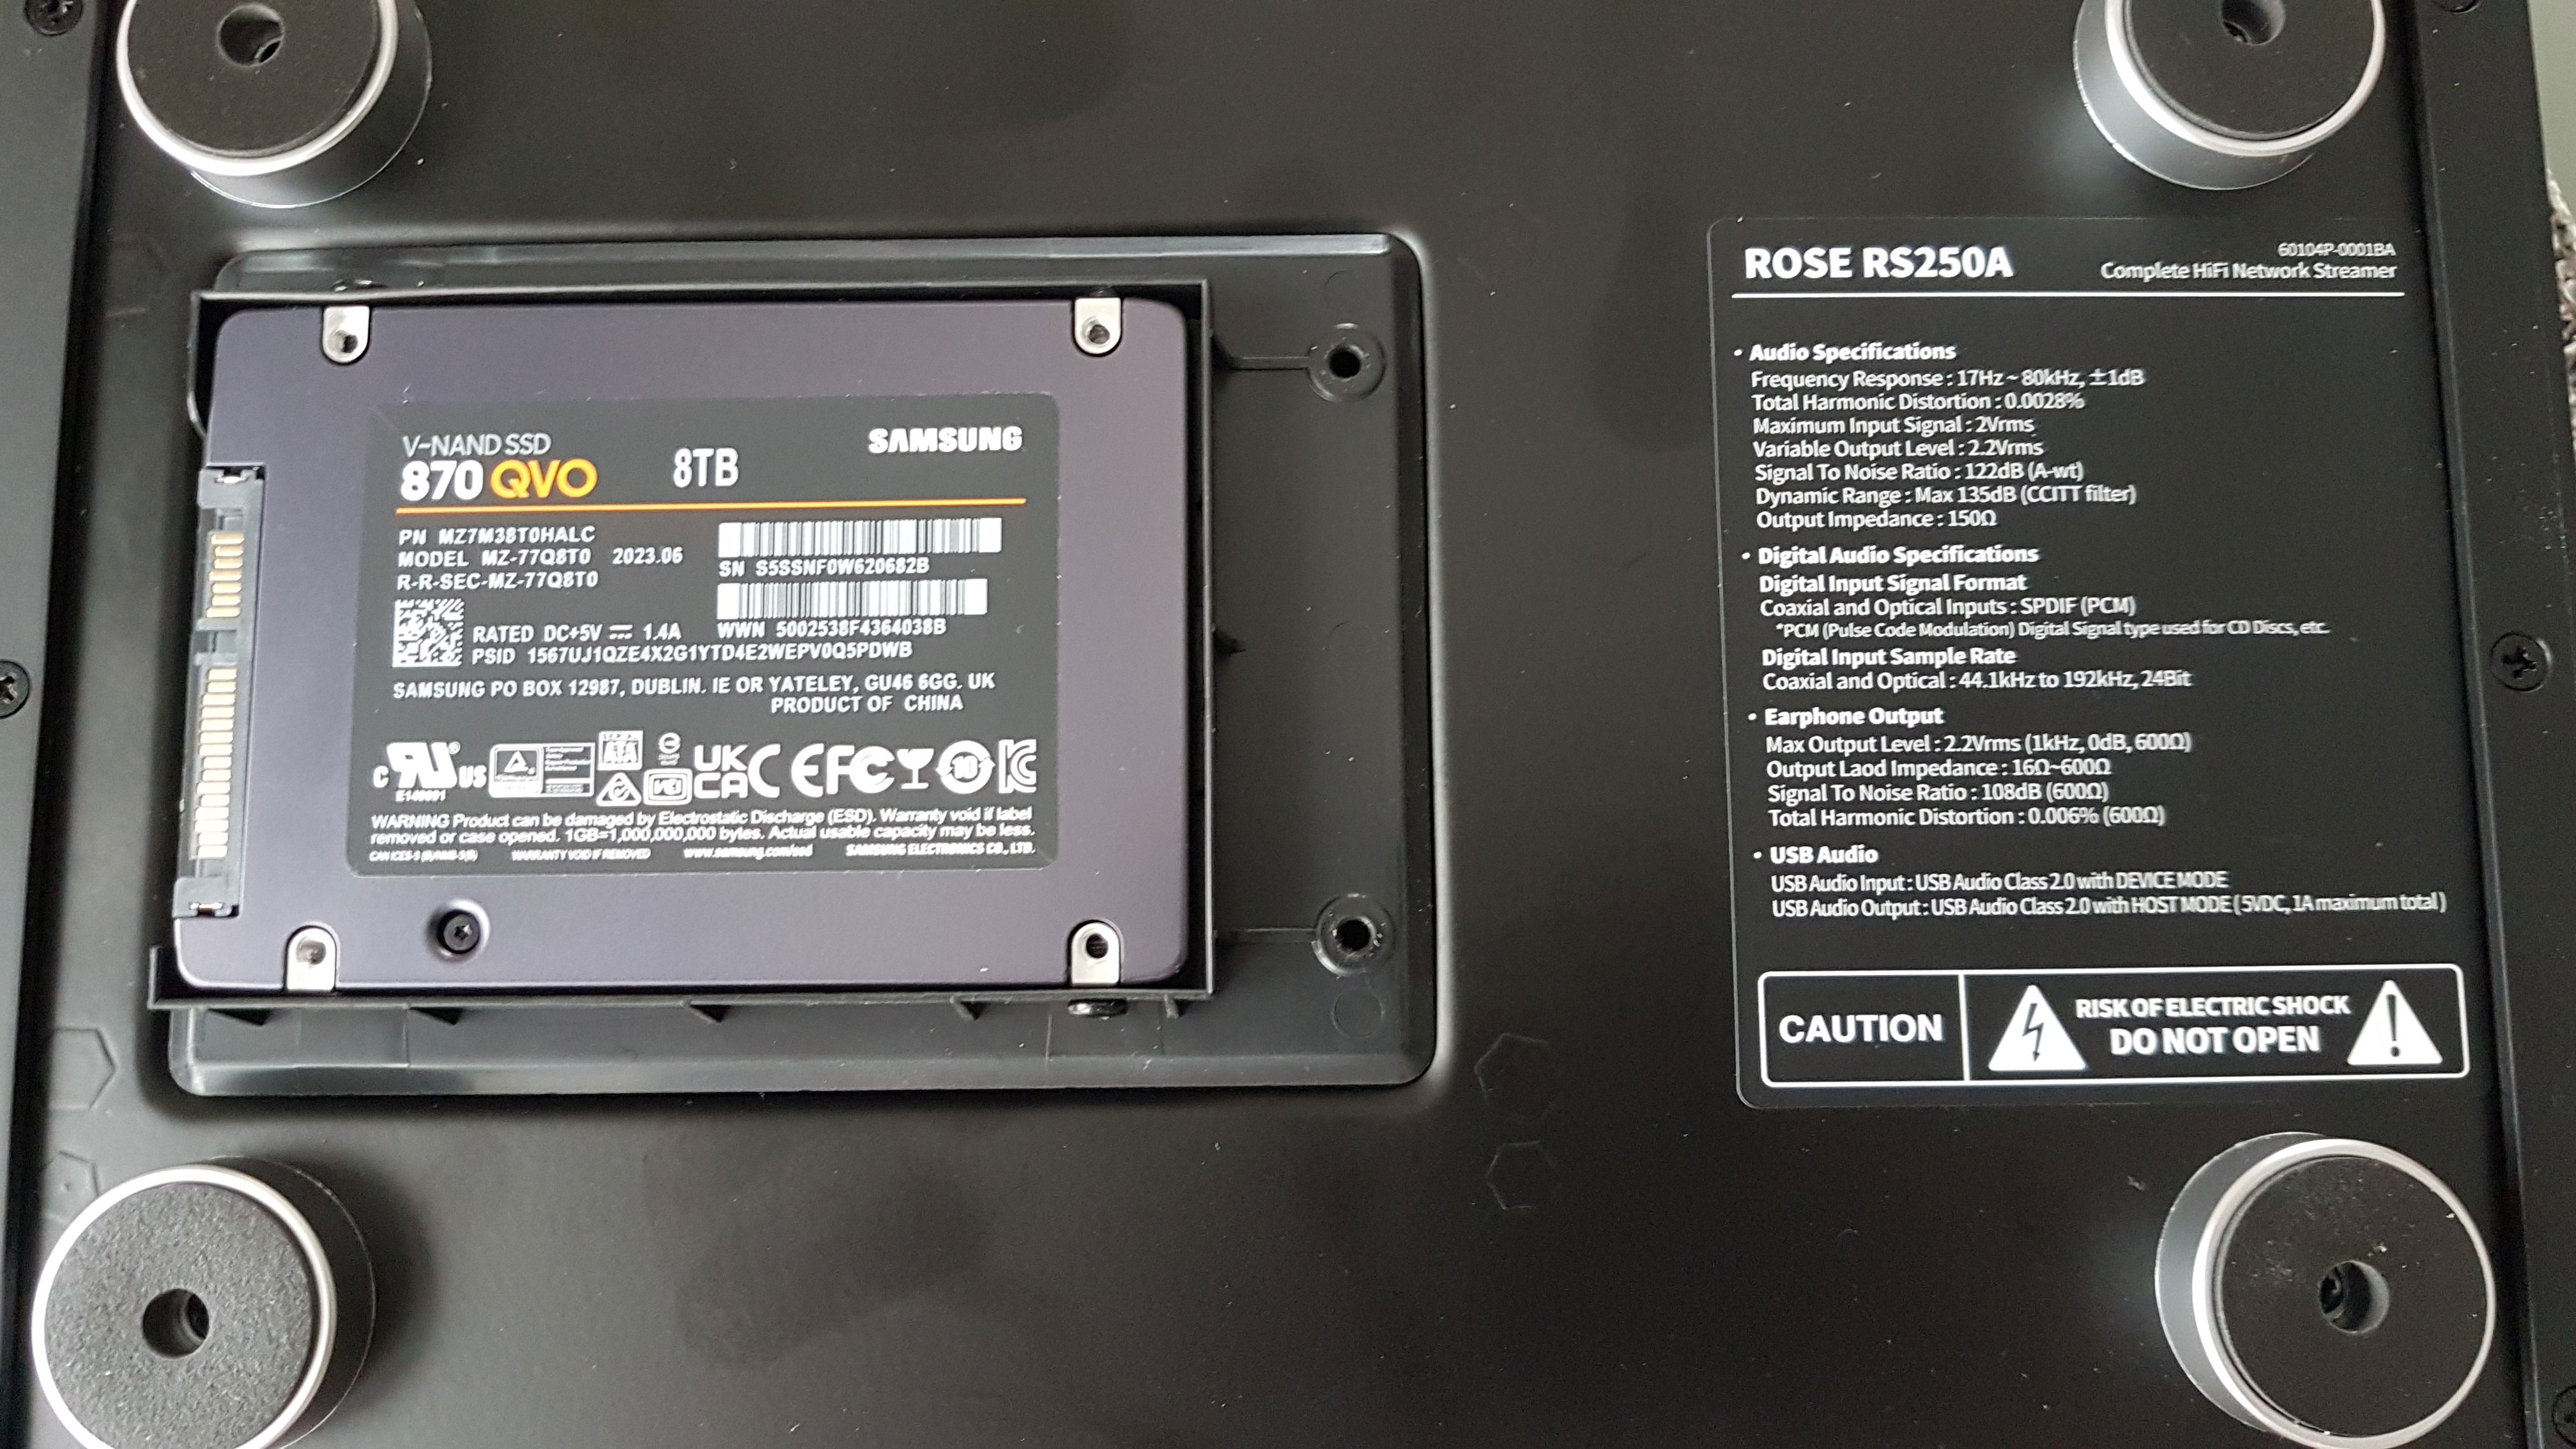 V-NAND SSD
870 QVO
8TB
SAMSUNG
PN MZ7M38T0HALC
MODEL MZ-77Q8T0 2023.06
R-R-SEC-MZ-77Q8T0
SN S5SSNF0W620682B
RATED DC+5V 1.4A
WWN 5002538F4364038B
PSID 1567UJ1QZE4X2G1YTD4E2WEPV0Q5PDWB
SAMSUNG PO BOX 12987, DUBLIN. IE OR YATELEY, GU46 6GG. UK
PRODUCT OF CHINA
C US
UK
CA
CE FC 10
WARNING Product can be damaged by Electrostatic Discharge (ESD). Warranty void if label
removed or case opened. 1GB=1,000,000,000 bytes. Actual usable capacity may be less.
WARRANTY VOID IF REMOVED www.samsung.com/ssd SAMSUNG ELECTRONICS CO., LTD.
ROSE RS250A
60104P-0001BA
Complete HiFi Network Streamer
• Audio Specifications
Frequency Response : 17Hz ~ 80kHz, ±1dB
Total Harmonic Distortion : 0.0028%
Maximum Input Signal : 2Vrms
Variable Output Level : 2.2Vrms
Signal To Noise Ratio : 122dB (A-wt)
Dynamic Range : Max 135dB (CCITT filter)
Output Impedance : 150Ω
• Digital Audio Specifications
Digital Input Signal Format
Coaxial and Optical Inputs : SPDIF (PCM)
*PCM (Pulse Code Modulation) Digital Signal type used for CD Discs, etc.
Digital Input Sample Rate
Coaxial and Optical : 44.1kHz to 192kHz, 24Bit
• Earphone Output
Max Output Level : 2.2Vrms (1kHz, 0dB, 600Ω)
Output Laod Impedance : 16Ω~600Ω
Signal To Noise Ratio : 108dB (600Ω)
Total Harmonic Distortion : 0.006% (600Ω)
• USB Audio
USB Audio Input : USB Audio Class 2.0 with DEVICE MODE
USB Audio Output : USB Audio Class 2.0 with HOST MODE ( 5VDC, 1A maximum total )
CAUTION
RISK OF ELECTRIC SHOCK
DO NOT OPEN